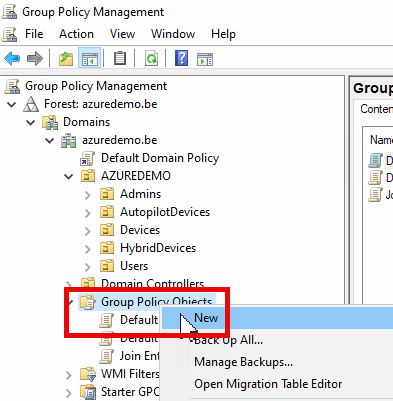 Group Policy Management
File Action View Window Help
Group Policy Management
Forest: azuredemo.be
Domains
azuredemo.be
Default Domain Policy
AZUREDEMO
Admins
AutopilotDevices
Devices
HybridDevices
Users
Domain Controllers
Group Policy Objects
Default
Default
Join Ent
WMI Filters
Starter GPO
New
Back Up All...
Manage Backups...
Open Migration Table Editor
Group
Conten
Name
D
D
Jo